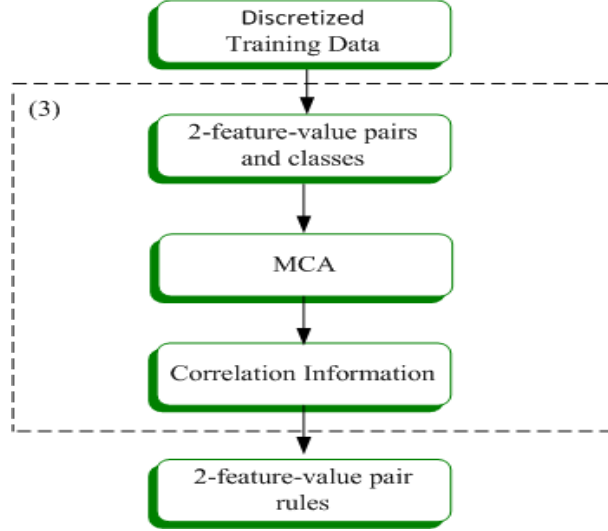 Discretized
Training Data
(3)
2-feature-value pairs
and classes
MCA
Correlation Information
2-feature-value pair
rules